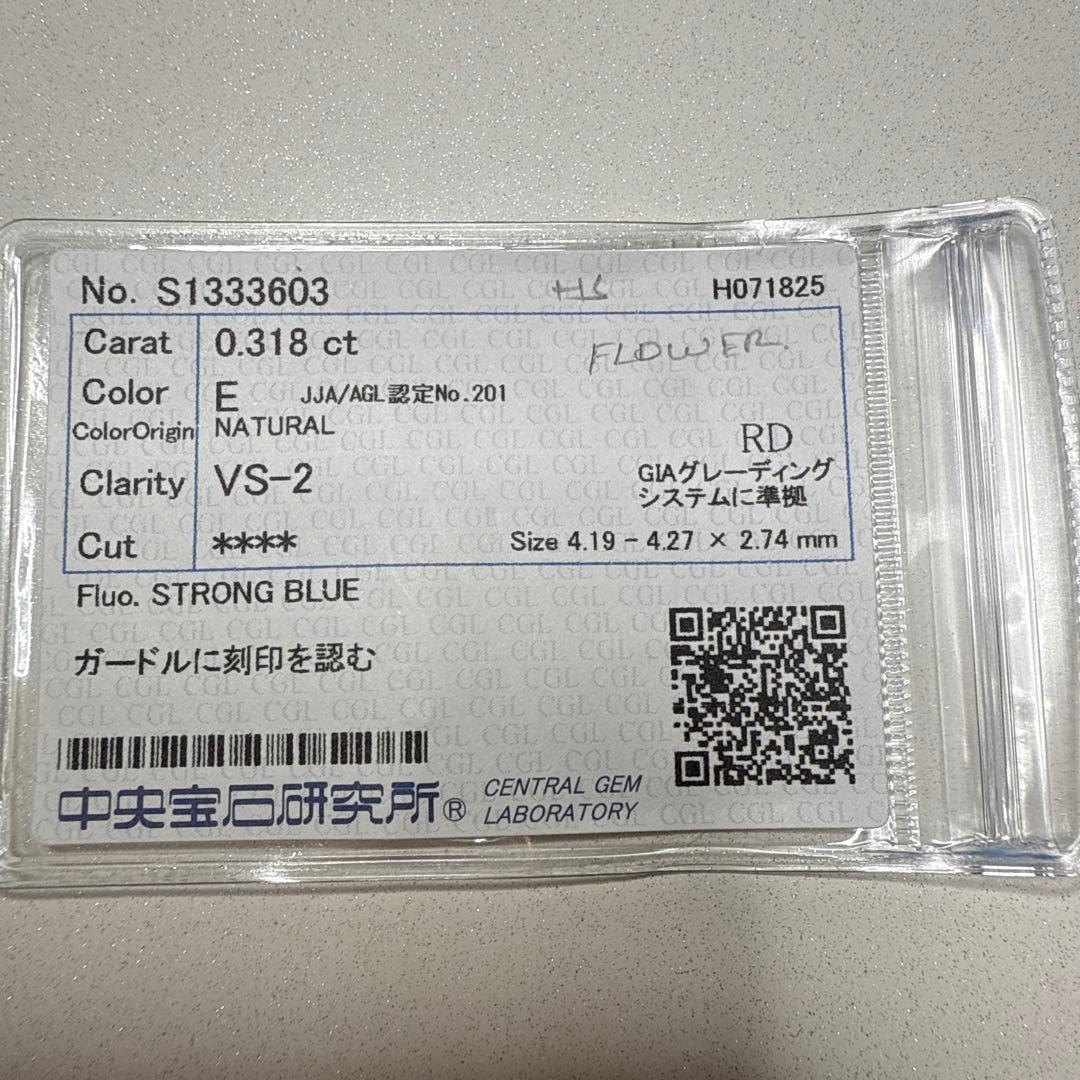 No. S1333603 HS H071825
Carat 0.318 ct FLOWER.
Color E JJA/AGL認定No.201
ColorOrigin NATURAL
RD
Clarity VS-2 GIAグレーディング
システムに準拠
Cut **** Size 4.19 - 4.27 × 2.74 mm
Fluo. STRONG BLUE
ガードルに刻印を認む
中央宝石研究所® CENTRAL GEM
LABORATORY